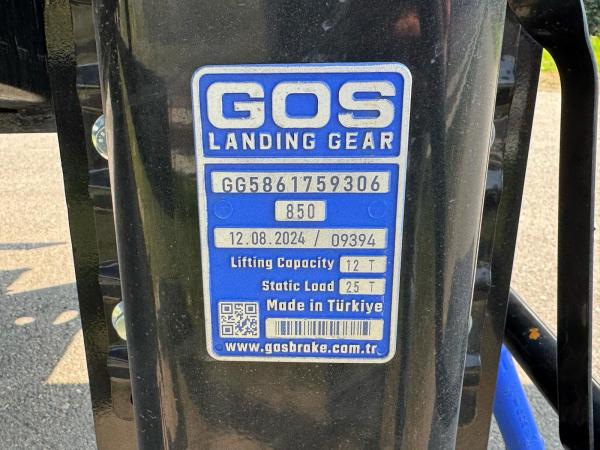 GOS
LANDING GEAR
GG5861759306
850
12.08.2024 / 09394
Lifting Capacity 12 T
Static Load 25 T
Made in Türkiye
www.gosbrake.com.tr